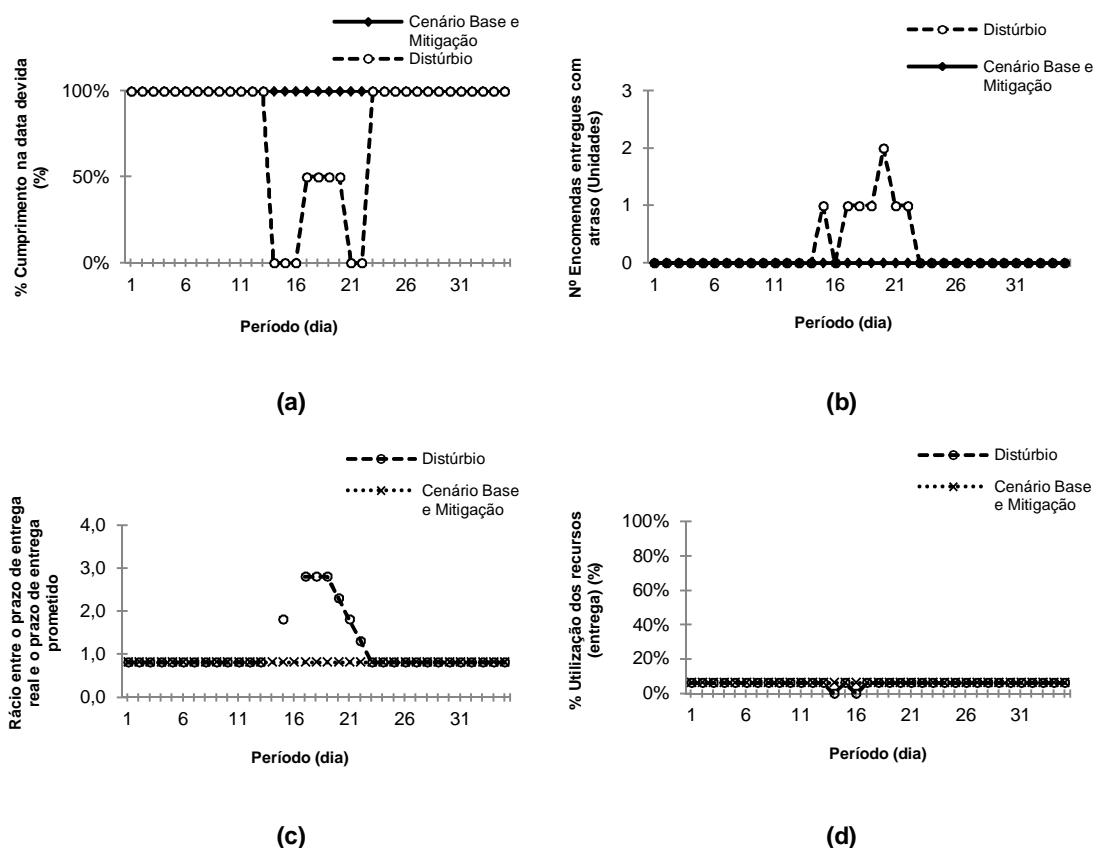 Cenário Base e
Mitigação
Distúrbio
% Cumprimento na data devida
(%)
100%
50%
0%
1 6 11 16 21 26 31
Período (dia)
(a)
Distúrbio
Cenário Base e
Mitigação
Nº Encomendas entregues com
atraso (Unidades)
3
2
1
0
1 6 11 16 21 26 31
Período (dia)
(b)
Distúrbio
Cenário Base
e Mitigação
Rácio entre o prazo de entrega
real e o prazo de entrega
prometido
4,0
3,0
2,0
1,0
0,0
1 6 11 16 21 26 31
Período (dia)
(c)
Distúrbio
Cenário Base
e Mitigação
% Utilização dos recursos
(entrega) (%)
100%
80%
60%
40%
20%
0%
1 6 11 16 21 26 31
Período (dia)
(d)